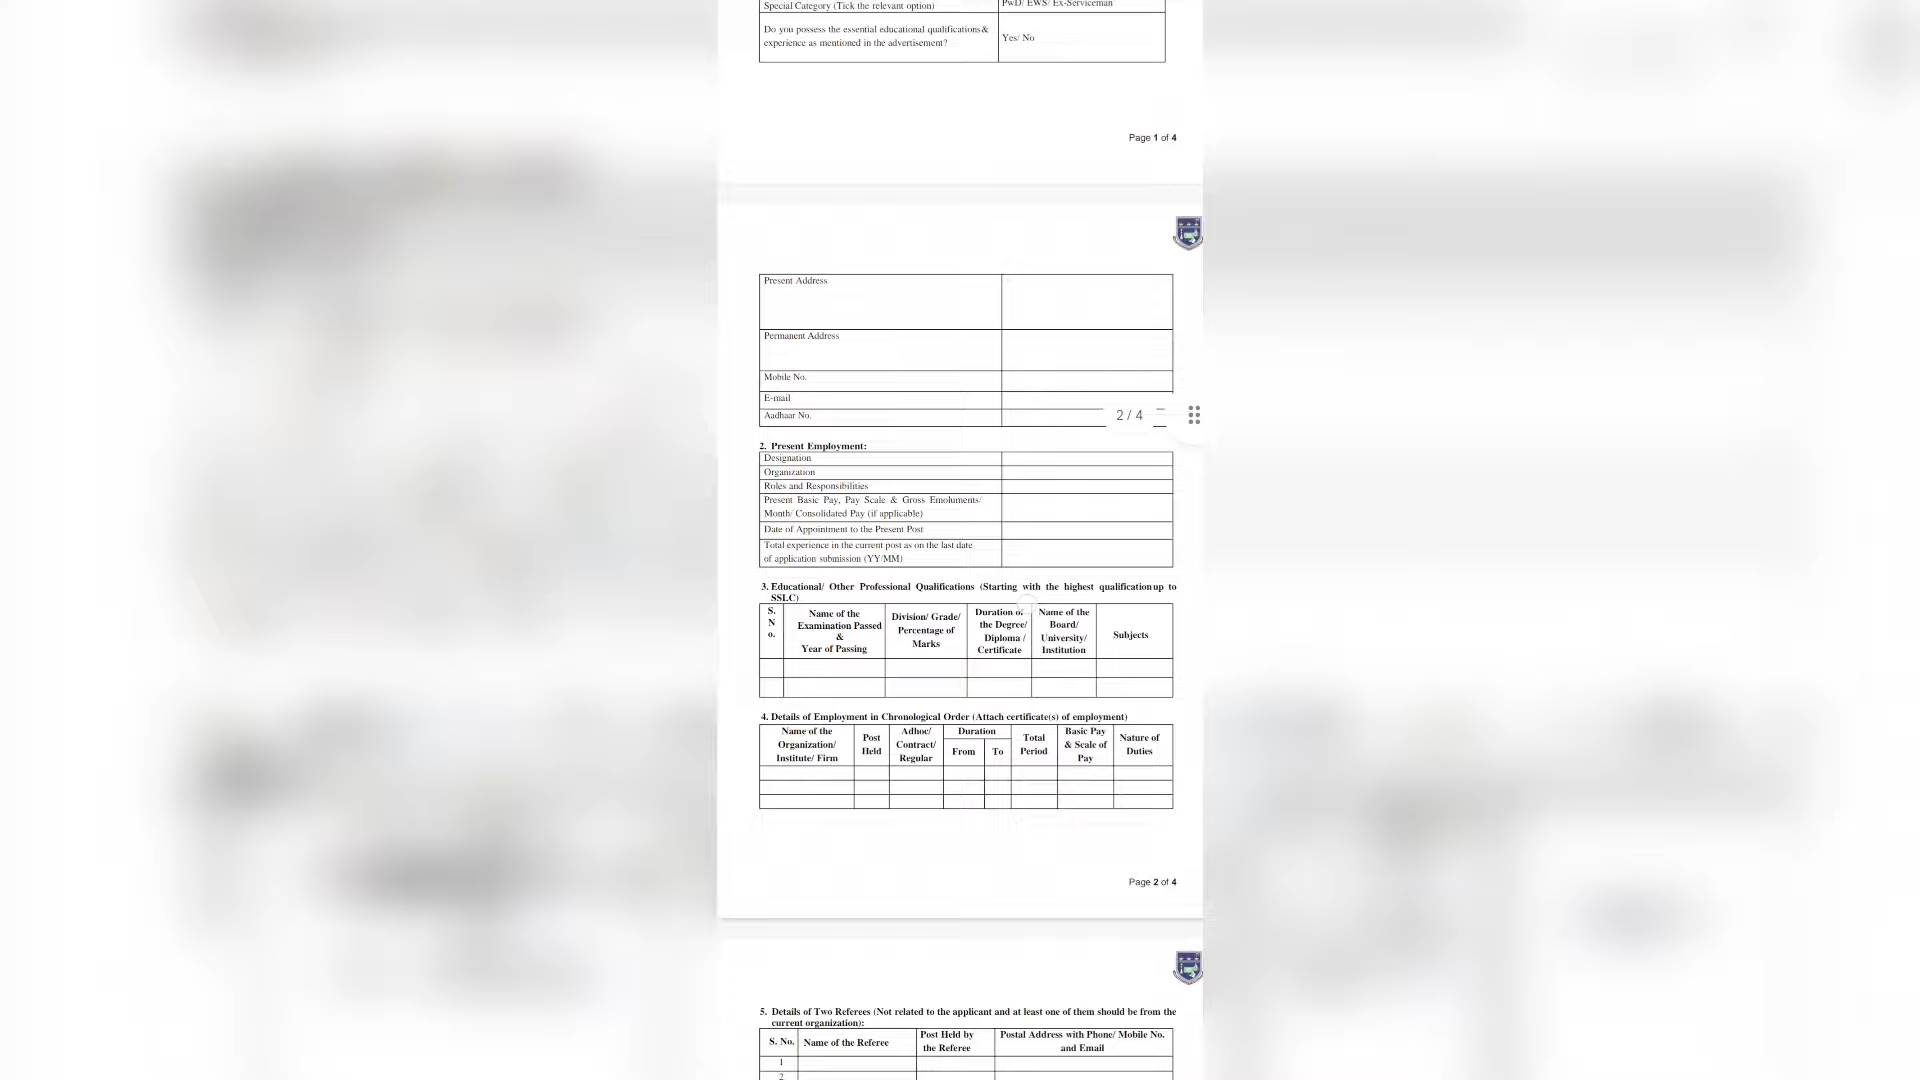 Special Category (Tick the relevant option)
PwD/ EWS/ Ex-Serviceman
Do you possess the essential educational qualifications&
experience as mentioned in the advertisement?
Yes/ No
Page 1 of 4
Present Address
Permanent Address
Mobile No.
E-mail
Aadhaar No.
2 / 4
2. Present Employment:
Designation
Organization
Roles and Responsibilities
Present Basic Pay, Pay Scale & Gross Emoluments/
Month/ Consolidated Pay (if applicable)
Date of Appointment to the Present Post
Total experience in the current post as on the last date
of application submission (YY/MM)
3. Educational/ Other Professional Qualifications (Starting with the highest qualification up to
SSLC)
S.
N
o.
Name of the
Examination Passed
&
Year of Passing
Division/ Grade/
Percentage of
Marks
Duration of
the Degree/
Diploma /
Certificate
Name of the
Board/
University/
Institution
Subjects
4. Details of Employment in Chronological Order (Attach certificate(s) of employment)
Name of the
Organization/
Institute/ Firm
Post
Held
Adhoc/
Contract/
Regular
Duration
From
To
Total
Period
Basic Pay
& Scale of
Pay
Nature of
Duties
Page 2 of 4
5. Details of Two Referees (Not related to the applicant and at least one of them should be from the
current organization):
S. No.
Name of the Referee
Post Held by
the Referee
Postal Address with Phone/ Mobile No.
and Email
1
2